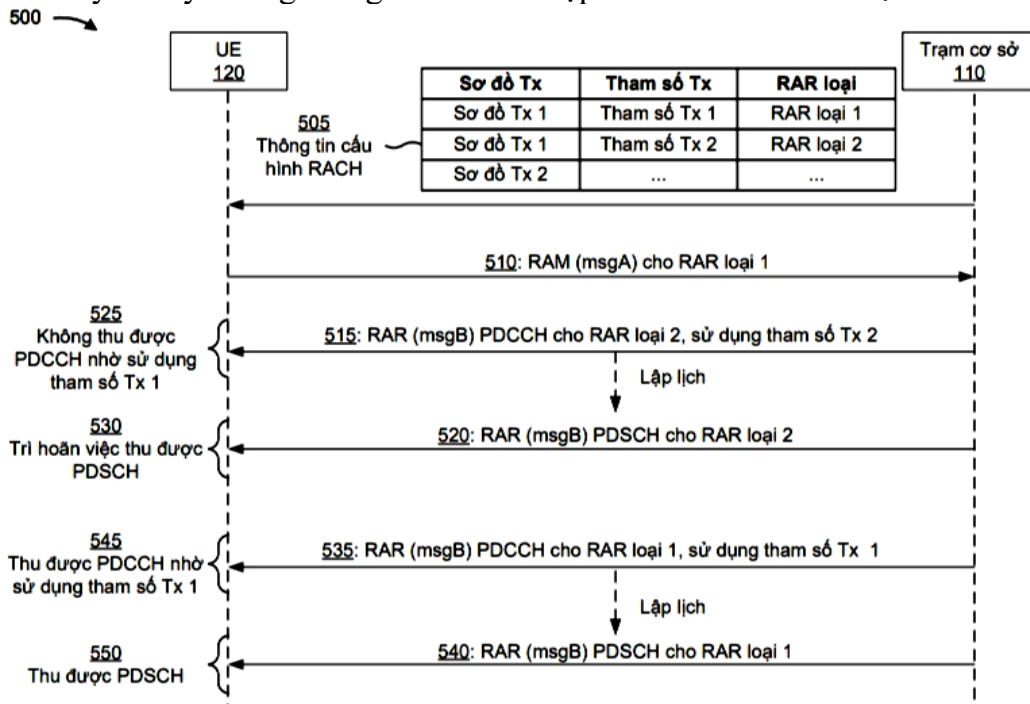 500
UE
120
Trạm cơ sở
110
Sơ đồ Tx Tham số Tx RAR loại
Sơ đồ Tx 1 Tham số Tx 1 RAR loại 1
Sơ đồ Tx 1 Tham số Tx 2 RAR loại 2
Sơ đồ Tx 2 ... ...
505
Thông tin cấu
hình RACH
510: RAM (msgA) cho RAR loại 1
525
Không thu được
PDCCH nhờ sử dụng
tham số Tx 1
515: RAR (msgB) PDCCH cho RAR loại 2, sử dụng tham số Tx 2
Lập lịch
530
Trì hoãn việc thu được
PDSCH
520: RAR (msgB) PDSCH cho RAR loại 2
545
Thu được PDCCH nhờ
sử dụng tham số Tx 1
535: RAR (msgB) PDCCH cho RAR loại 1, sử dụng tham số Tx 1
Lập lịch
550
Thu được PDSCH
540: RAR (msgB) PDSCH cho RAR loại 1